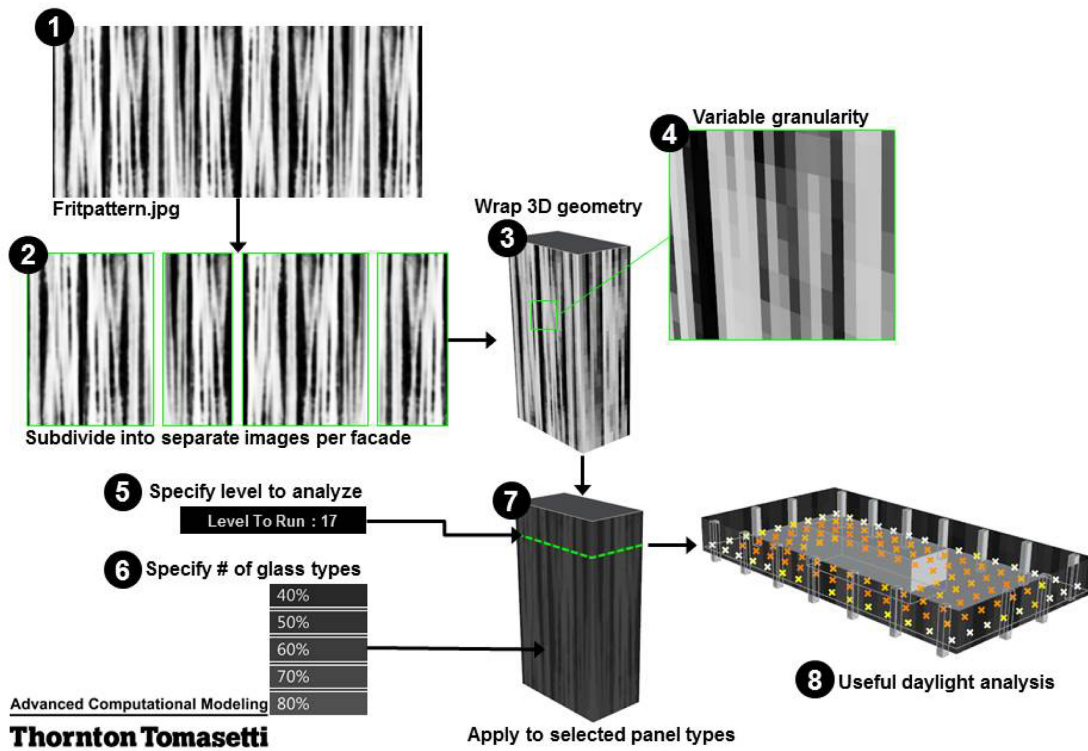 1
Fritpattern.jpg
2
Subdivide into separate images per facade
Wrap 3D geometry
3
Variable granularity
4
5 Specify level to analyze
Level To Run : 17
6 Specify # of glass types
40%
50%
60%
70%
80%
7
Apply to selected panel types
8 Useful daylight analysis
Advanced Computational Modeling
Thornton Tomasetti